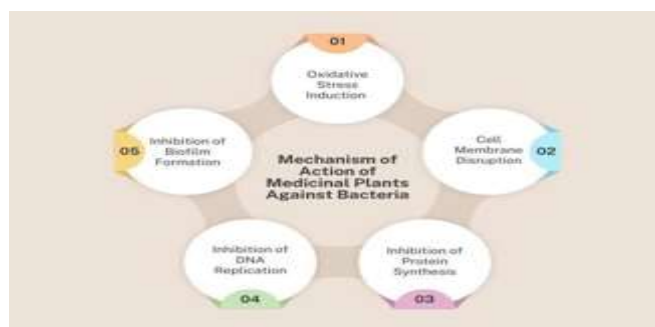 01
Oxidative
Stress
Induction
Cell
Membrane
Disruption
02
Inhibition of
Protein
Synthesis
03
Inhibition of
DNA
Replication
04
Inhibition of
Biofilm
Formation
05
Mechanism of
Action of
Medicinal Plants
Against Bacteria